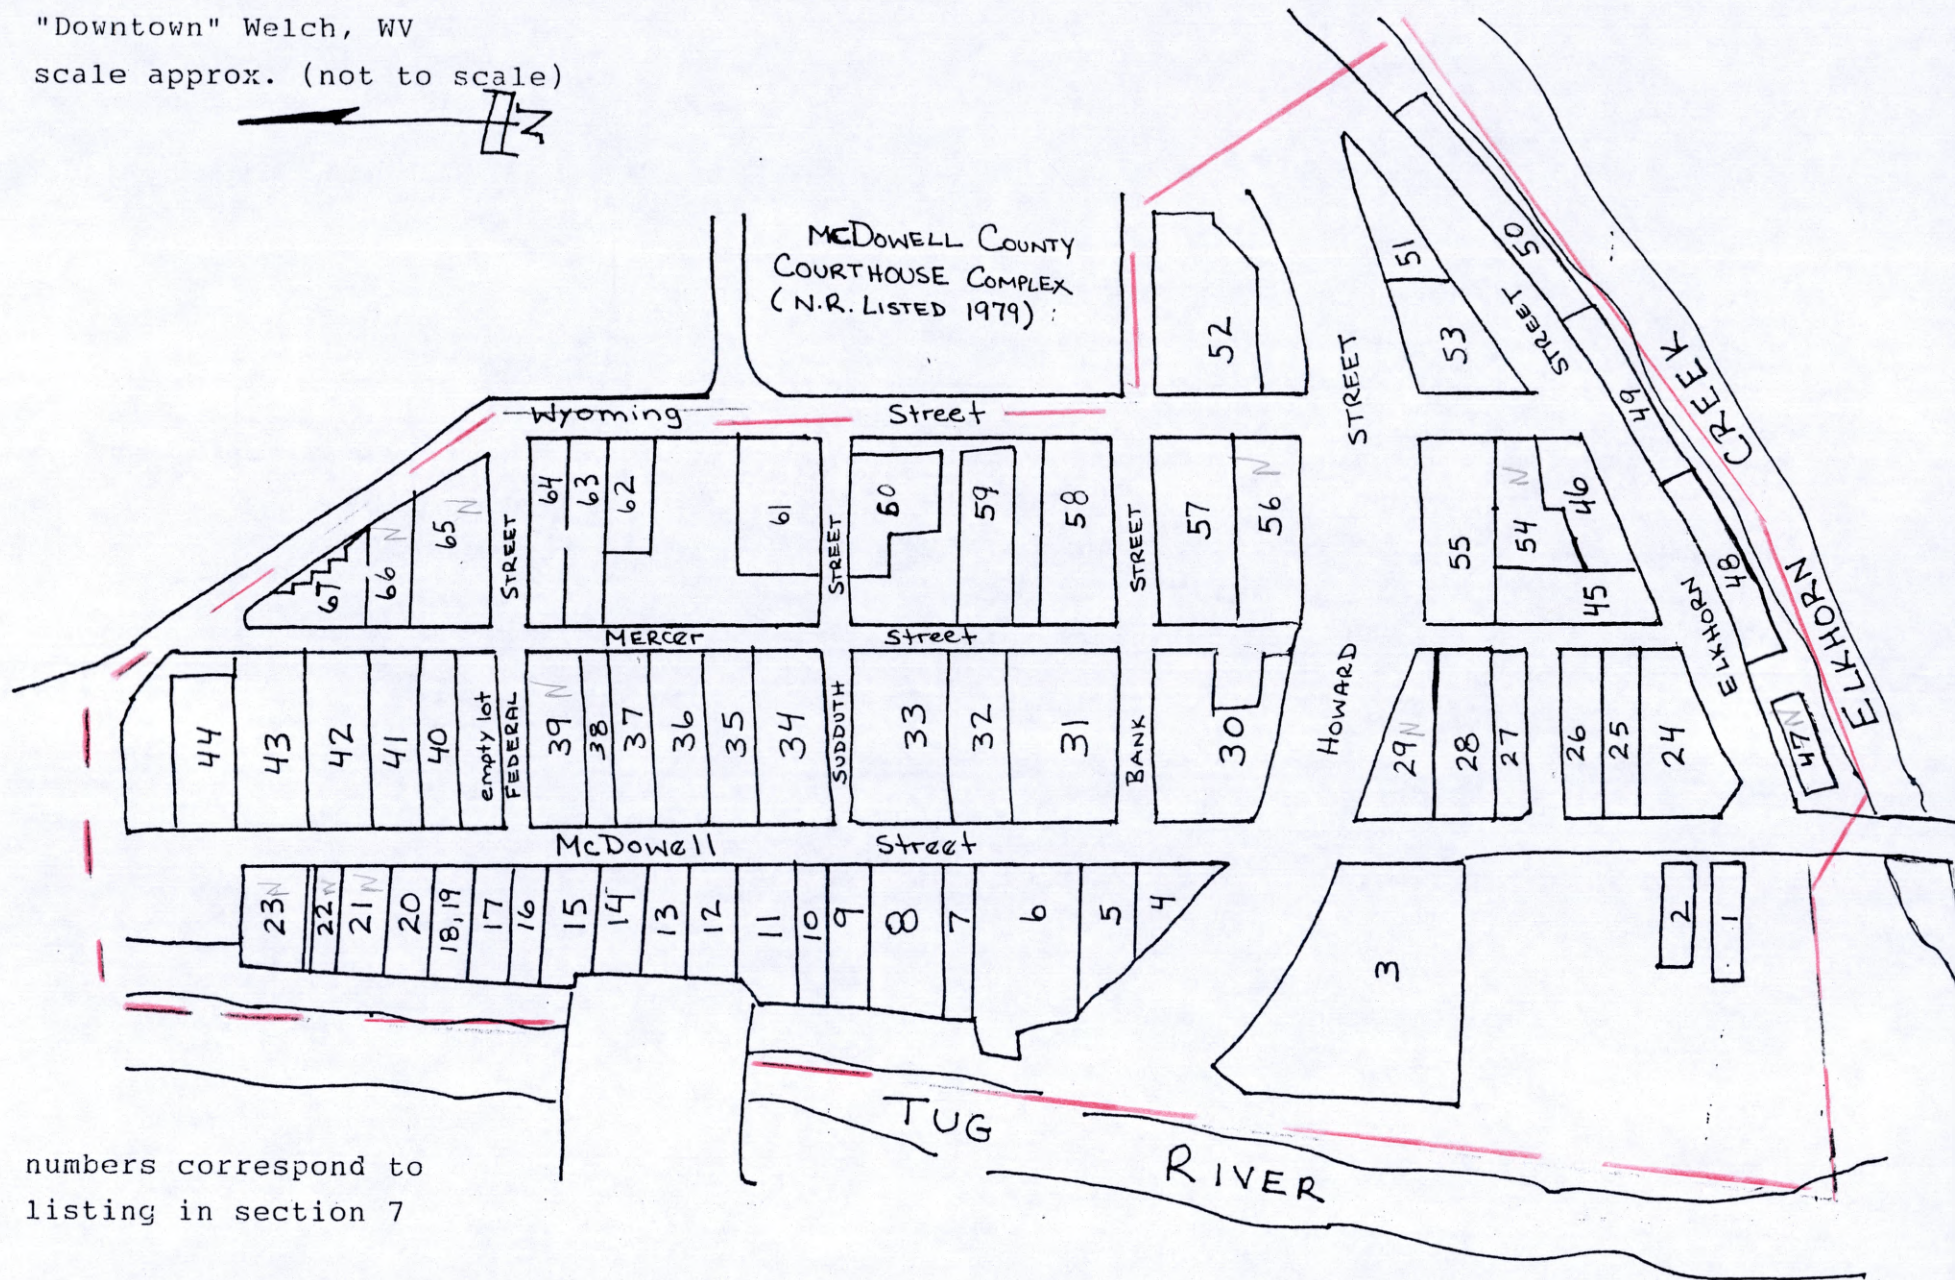 "Downtown" Welch, WV
scale approx. (not to scale)
N
McDOWELL COUNTY
COURTHOUSE COMPLEX
(N.R. LISTED 1979)
52
51
53
STREET
50
STREET
49
CREEK
Wyoming Street
67
66 N
65 N
STREET
64
63
62
61
STREET
60
59
58
STREET
57
56 N
55
54 N
46
45
48
ELKHORN
ELKHORN
47 N
MERCER Street
44
43
42
41
40
empty lot
FEDERAL
39 N
38
37
36
35
34
SUDDUTH
33
32
31
BANK
30
HOWARD
29 N
28
27
26
25
24
McDowell Street
23 N
22 N
21 N
20
18,19
17
16
15
14
13
12
11
10
9
8
7
6
5
4
3
2
1
TUG
RIVER
numbers correspond to
listing in section 7